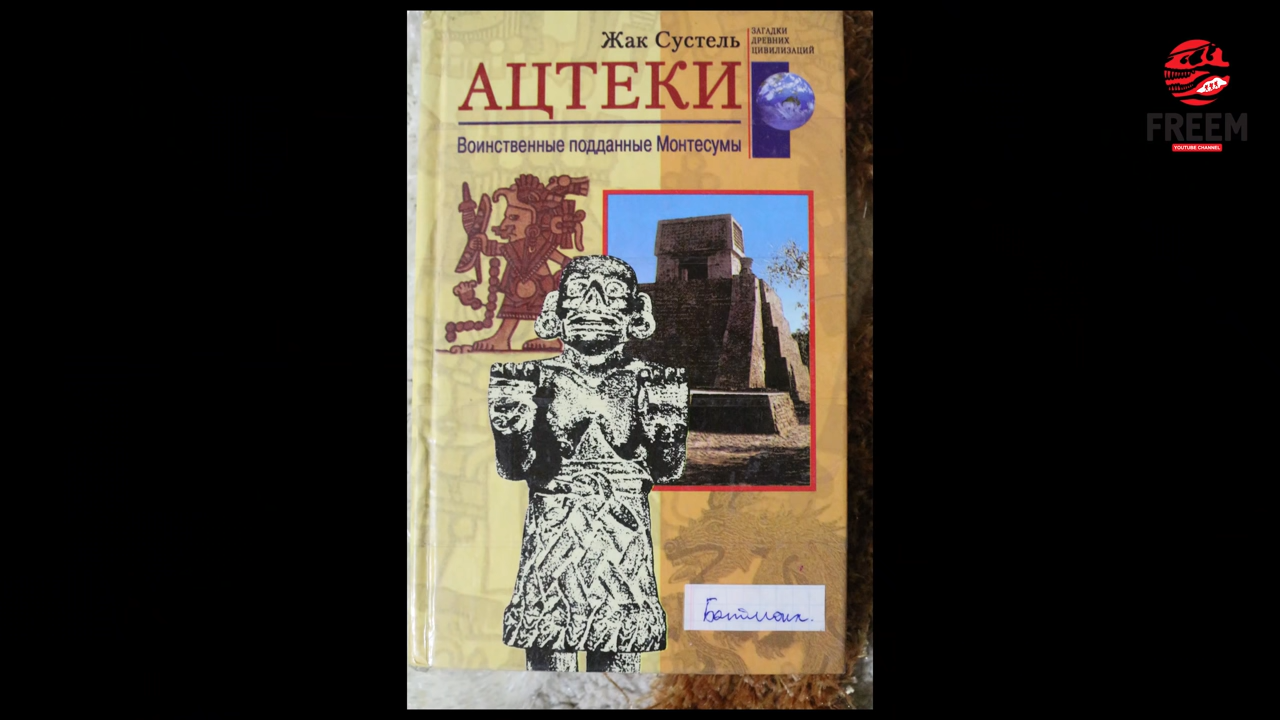 Жак Сустель
АЦТЕКИ
Воинственные подданные Монтесумы
ЗАГАДКИ
ДРЕВНИХ
ЦИВИЛИЗАЦИЙ
FREEM
YOUTUBE CHANNEL